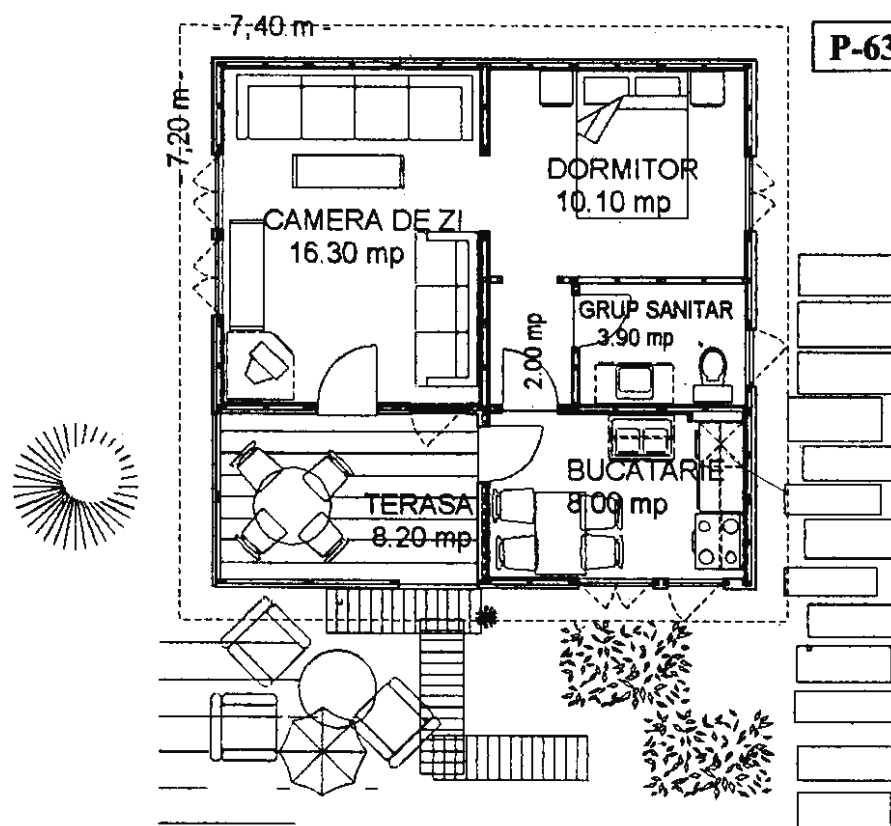 - 7,40 m -
P-63
- 7,20 m -
DORMITOR
10.10 mp
CAMERA DE ZI
16.30 mp
GRUP SANITAR
3.90 mp
2.00 mp
BUCATARIE
8.00 mp
TERASA
8.20 mp